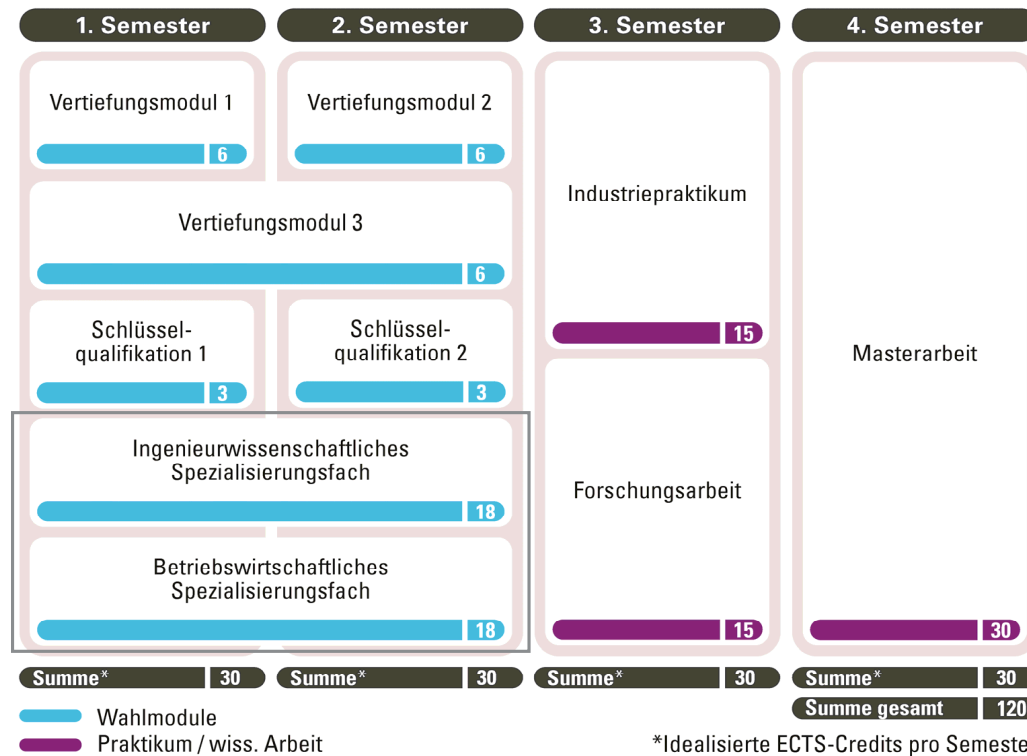 1. Semester
2. Semester
3. Semester
4. Semester
Vertiefungsmodul 1
6
Vertiefungsmodul 2
6
Vertiefungsmodul 3
6
Schlüssel-
qualifikation 1
3
Schlüssel-
qualifikation 2
3
Ingenieurwissenschaftliches
Spezialisierungsfach
18
Betriebswirtschaftliches
Spezialisierungsfach
18
Industriepraktikum
15
Forschungsarbeit
15
Masterarbeit
30
Summe* 30
Summe* 30
Summe* 30
Summe* 30
Summe gesamt 120
Wahlmodule
Praktikum / wiss. Arbeit
*Idealisierte ECTS-Credits pro Semeste